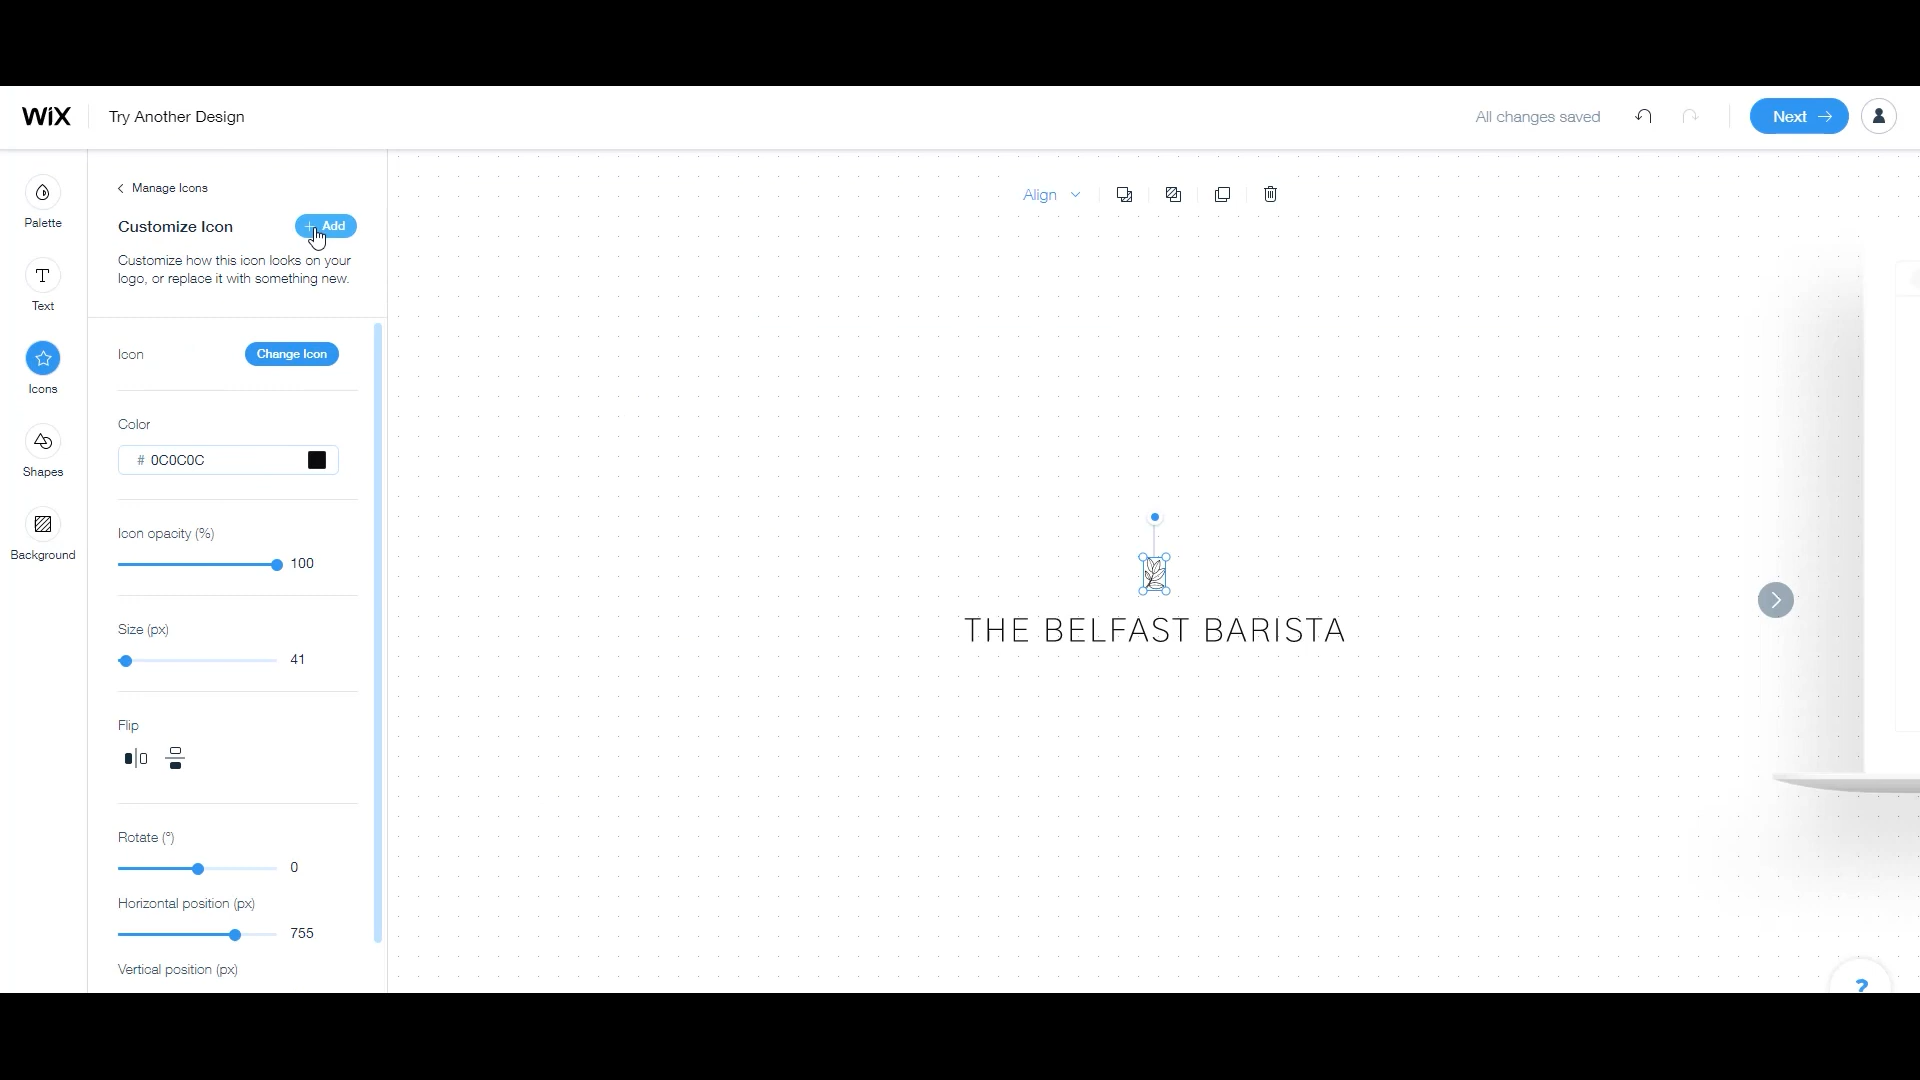 WiX
Try Another Design
All changes saved
Next
Palette
Text
Icons
Shapes
Background
Manage Icons
Customize Icon
+ Add
Customize how this icon looks on your
logo, or replace it with something new.
Icon
Change Icon
Color
# 0C0C0C
Icon opacity (%)
100
Size (px)
41
Flip
Rotate (°)
0
Horizontal position (px)
755
Vertical position (px)
Align
THE BELFAST BARISTA
?